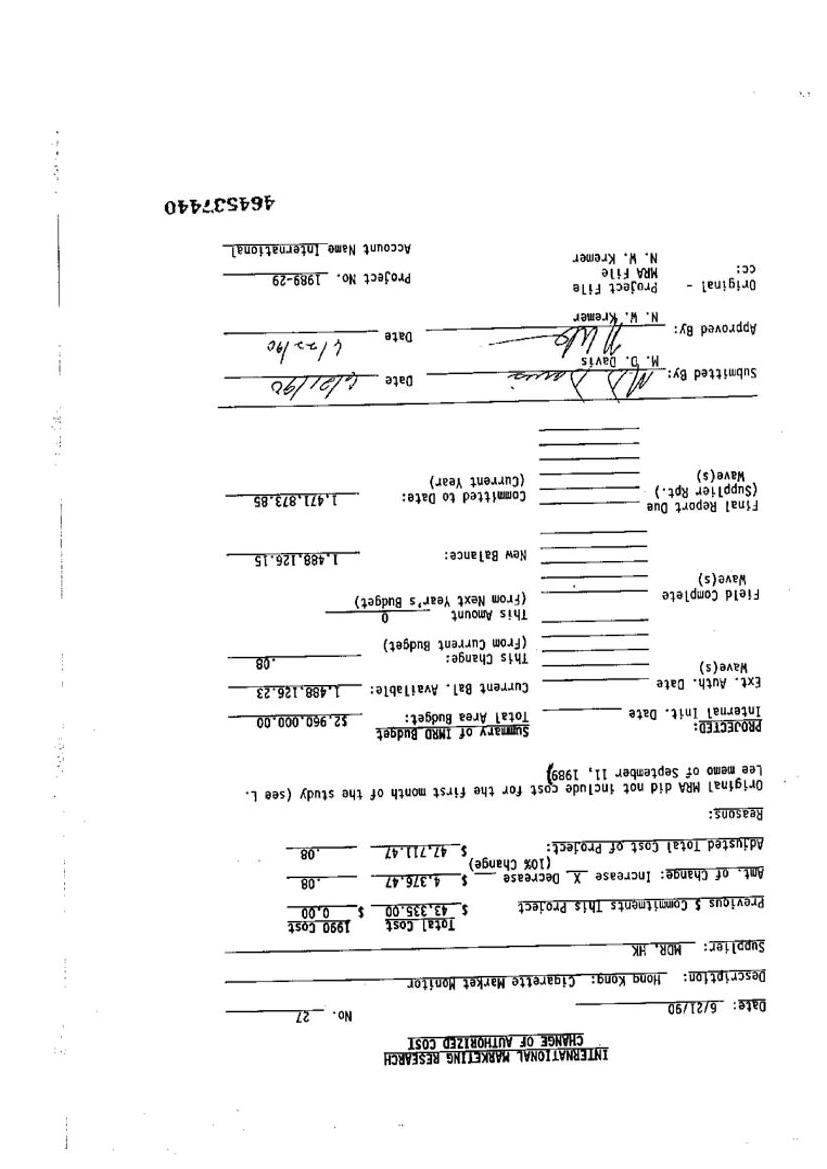 INTERNATIONAL MARKETING RESEARCH
CHANGE OF AUTHORIZED COST
Date: 6/21/90 No. 27
Description: Hong Kong: Cigarette Market Monitor
Supplier: MDR, HK
Total Cost 1990 Cost
Previous $ Commitments This Project $ 43,335.00 $ 0.00
Amt. of Change: Increase X Decrease $ 4,376.47 .08
(10% Change)
Adjusted Total Cost of Project: $ 47,711.47 .08
Reasons:
Original MRA did not include cost for the first month of the study (see L.
Lee memo of September 11, 1989)
PROJECTED: Summary of IMRD Budget
Internal Init. Date Total Area Budget: $2,960,000.00
Ext. Auth. Date Current Bal. Available: 1,488,126.23
Wave(s)
This Change: .08
(From Current Budget)
This Amount 0
(From Next Year's Budget)
Field Complete
Wave(s)
New Balance: 1,488,126.15
Final Report Due Committed to Date: 1,471,873.85
(Supplier Rpt.) (Current Year)
Wave(s)
Submitted By: M D Davis Date 6/21/90
M. D. Davis
Approved By: Date 6/22/90
N. W. Kremer
Original - Project File Project No. 1989-29
cc: MRA File
N. W. Kremer Account Name International
464537440